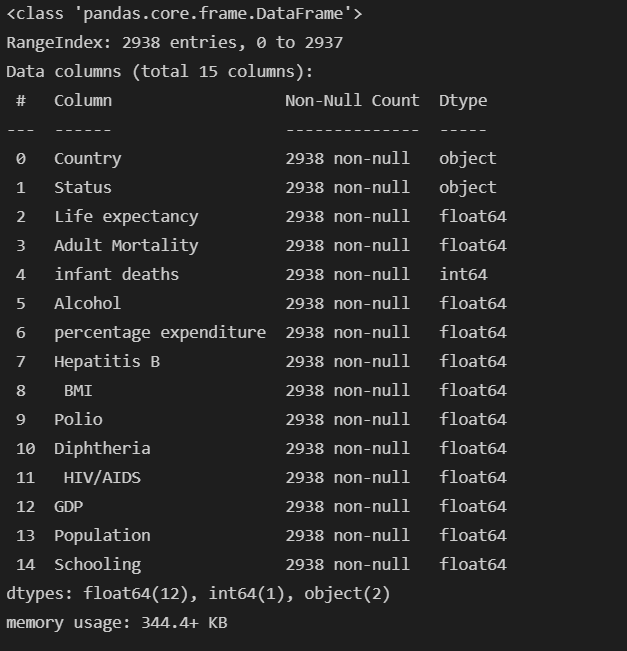 <class 'pandas.core.frame.DataFrame'>
RangeIndex: 2938 entries, 0 to 2937
Data columns (total 15 columns):
 #   Column                  Non-Null Count  Dtype
---  ------                  --------------  -----
 0   Country                 2938 non-null   object
 1   Status                  2938 non-null   object
 2   Life expectancy         2938 non-null   float64
 3   Adult Mortality         2938 non-null   float64
 4   infant deaths           2938 non-null   int64
 5   Alcohol                 2938 non-null   float64
 6   percentage expenditure  2938 non-null   float64
 7   Hepatitis B             2938 non-null   float64
 8    BMI                    2938 non-null   float64
 9   Polio                   2938 non-null   float64
 10  Diphtheria              2938 non-null   float64
 11   HIV/AIDS               2938 non-null   float64
 12  GDP                     2938 non-null   float64
 13  Population              2938 non-null   float64
 14  Schooling               2938 non-null   float64
dtypes: float64(12), int64(1), object(2)
memory usage: 344.4+ KB